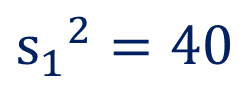 s₁² = 40